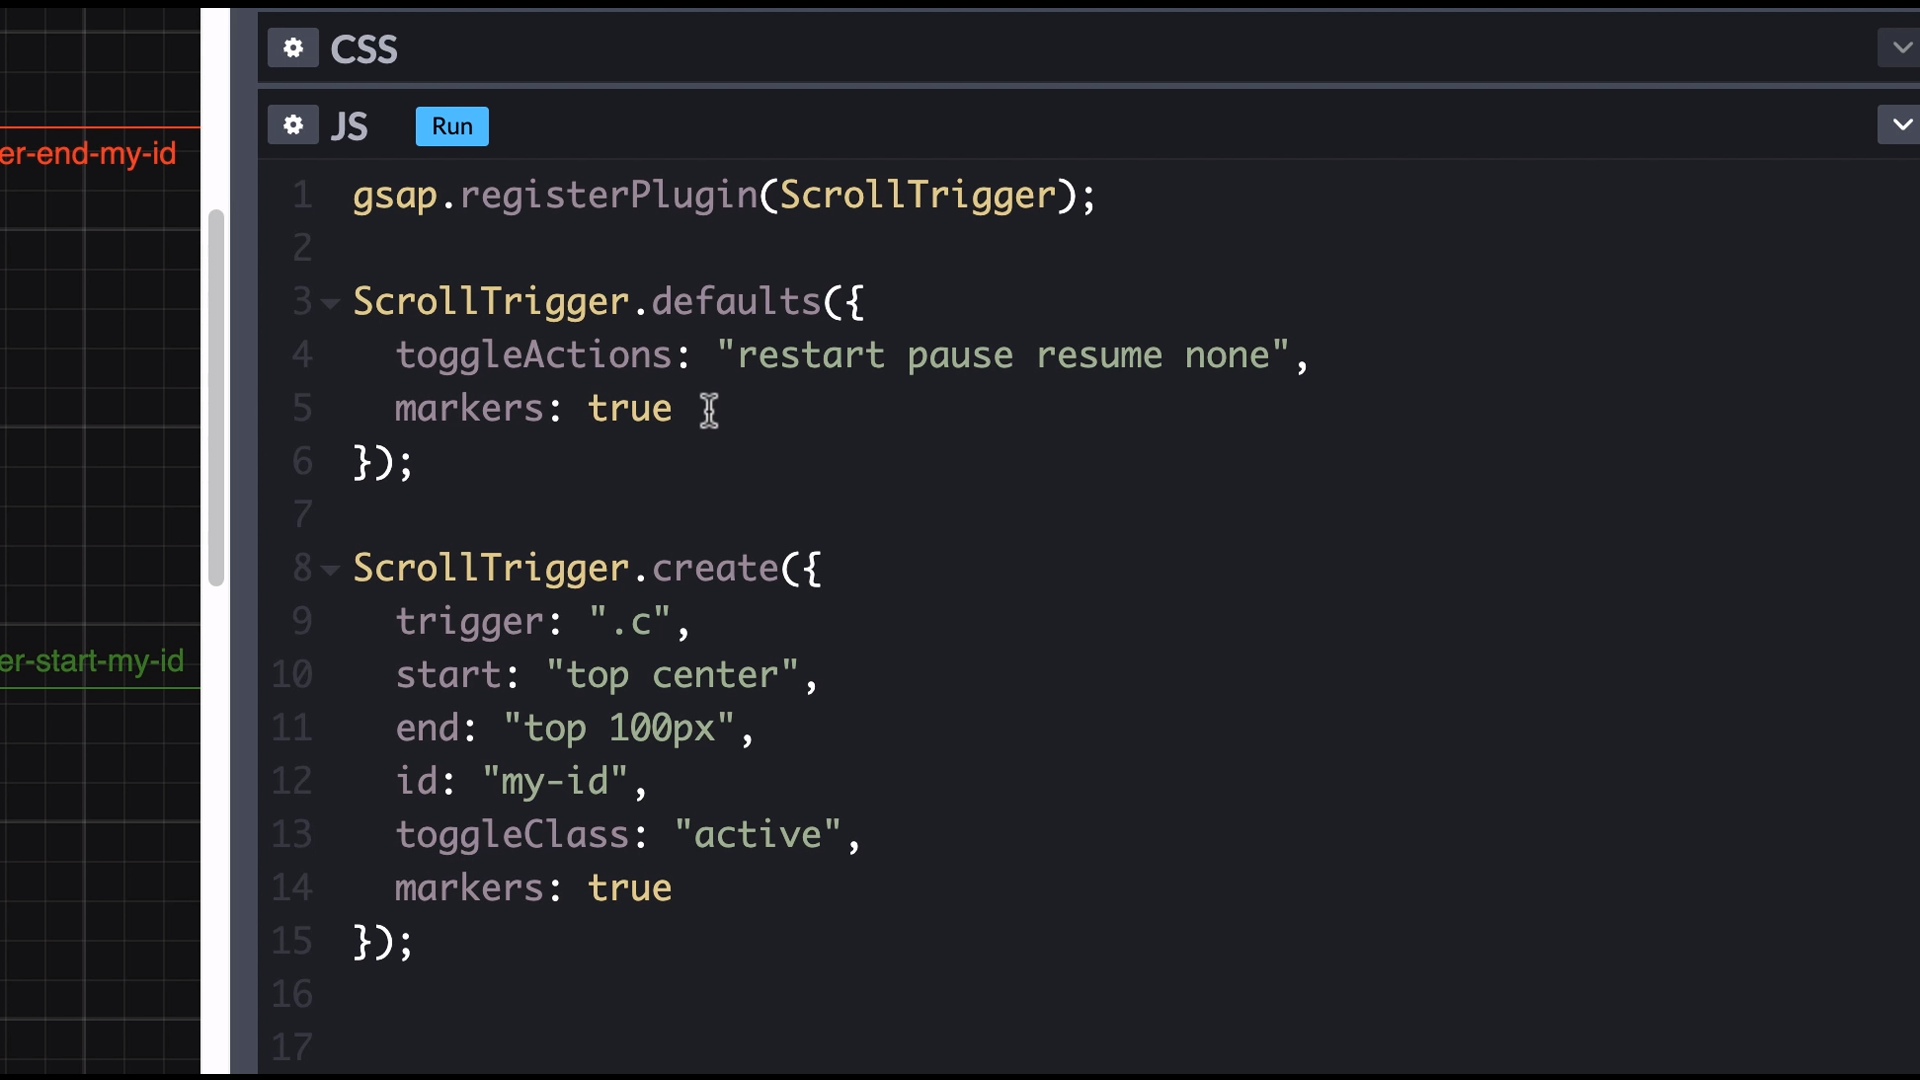 CSS
JS Run
er-end-my-id
er-start-my-id
1 gsap.registerPlugin(ScrollTrigger);
2
3 ScrollTrigger.defaults({
4 toggleActions: "restart pause resume none",
5 markers: true
6 });
7
8 ScrollTrigger.create({
9 trigger: ".c",
10 start: "top center",
11 end: "top 100px",
12 id: "my-id",
13 toggleClass: "active",
14 markers: true
15 });
16
17